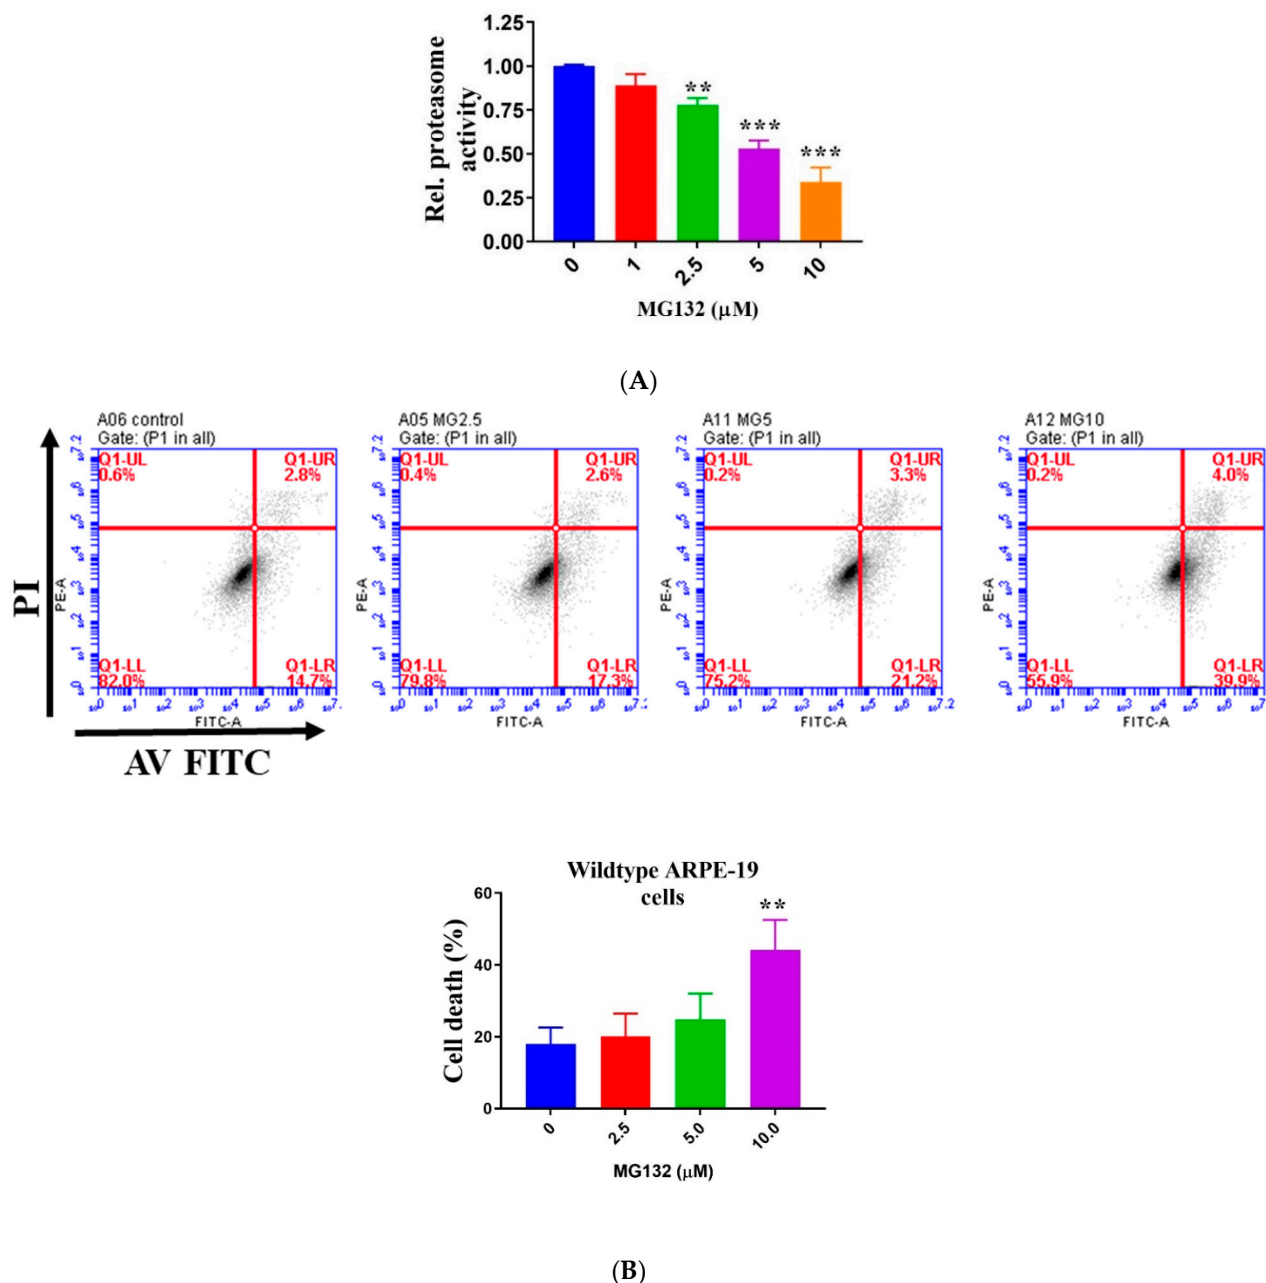 1.25
1.00
0.75
0.50
0.25
0.00
Rel. proteasome
activity
**
***
***
0
1
2.5
5
10
MG132 (μM)
(A)
A06 control
Gate: (P1 in all)
Q1-UL
0.6%
Q1-UR
2.8%
Q1-LL
82.0%
Q1-LR
14.7%
PE-A
FITC-A
A05 MG2.5
Gate: (P1 in all)
Q1-UL
0.4%
Q1-UR
2.6%
Q1-LL
79.8%
Q1-LR
17.3%
PE-A
FITC-A
A11 MG5
Gate: (P1 in all)
Q1-UL
0.2%
Q1-UR
3.3%
Q1-LL
75.2%
Q1-LR
21.2%
PE-A
FITC-A
A12 MG10
Gate: (P1 in all)
Q1-UL
0.2%
Q1-UR
4.0%
Q1-LL
55.9%
Q1-LR
39.9%
PE-A
FITC-A
PI
AV FITC
Wildtype ARPE-19
cells
60
40
20
0
Cell death (%)
**
0
2.5
5.0
10.0
MG132 (μM)
(B)